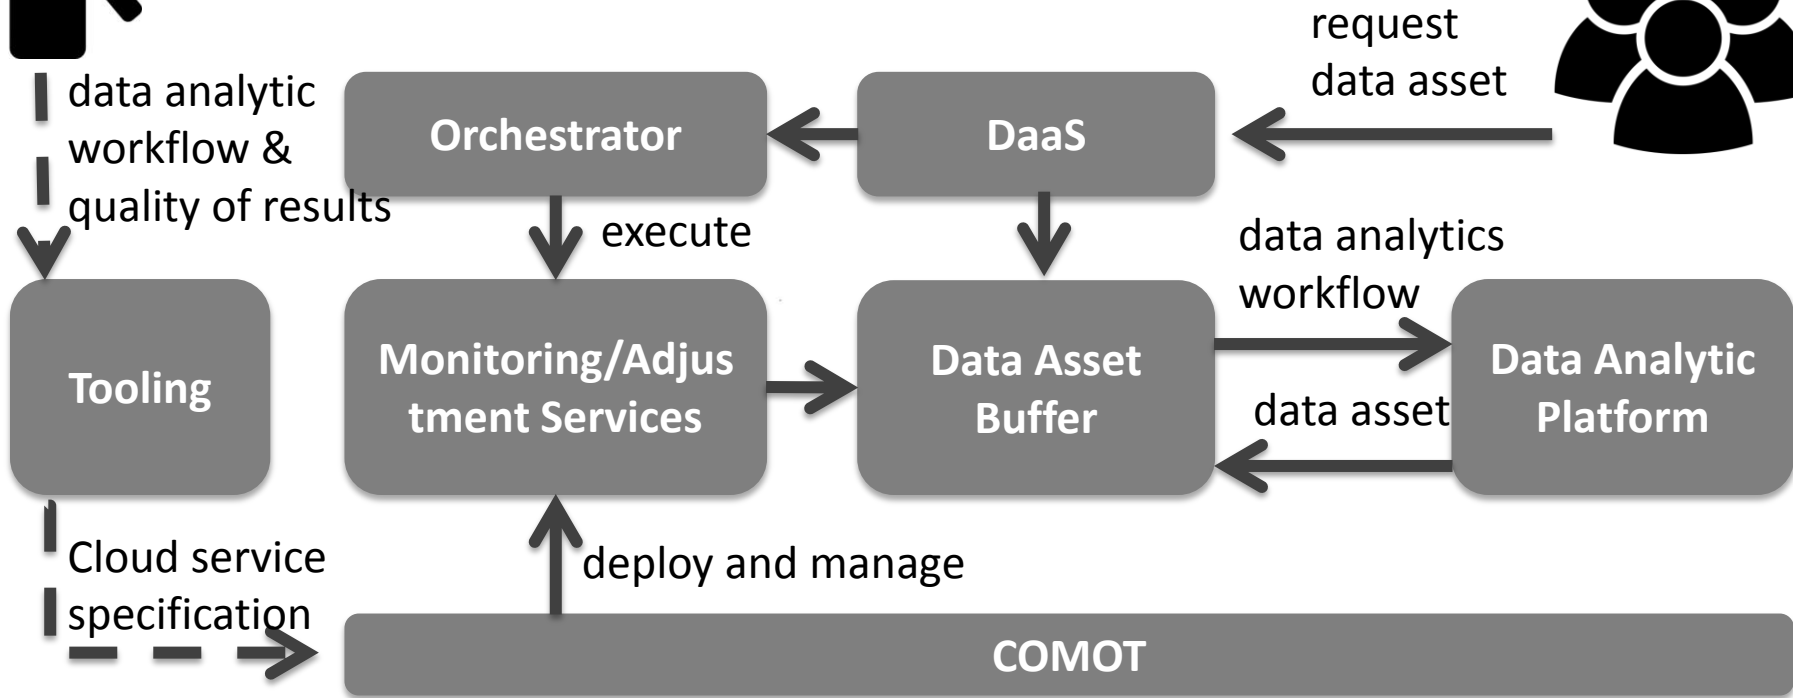 request
data asset
data analytic
workflow &
quality of results
Orchestrator
DaaS
execute
data analytics
workflow
Tooling
Monitoring/Adjus
tment Services
Data Asset
Buffer
data asset
Data Analytic
Platform
Cloud service
specification
deploy and manage
COMOT